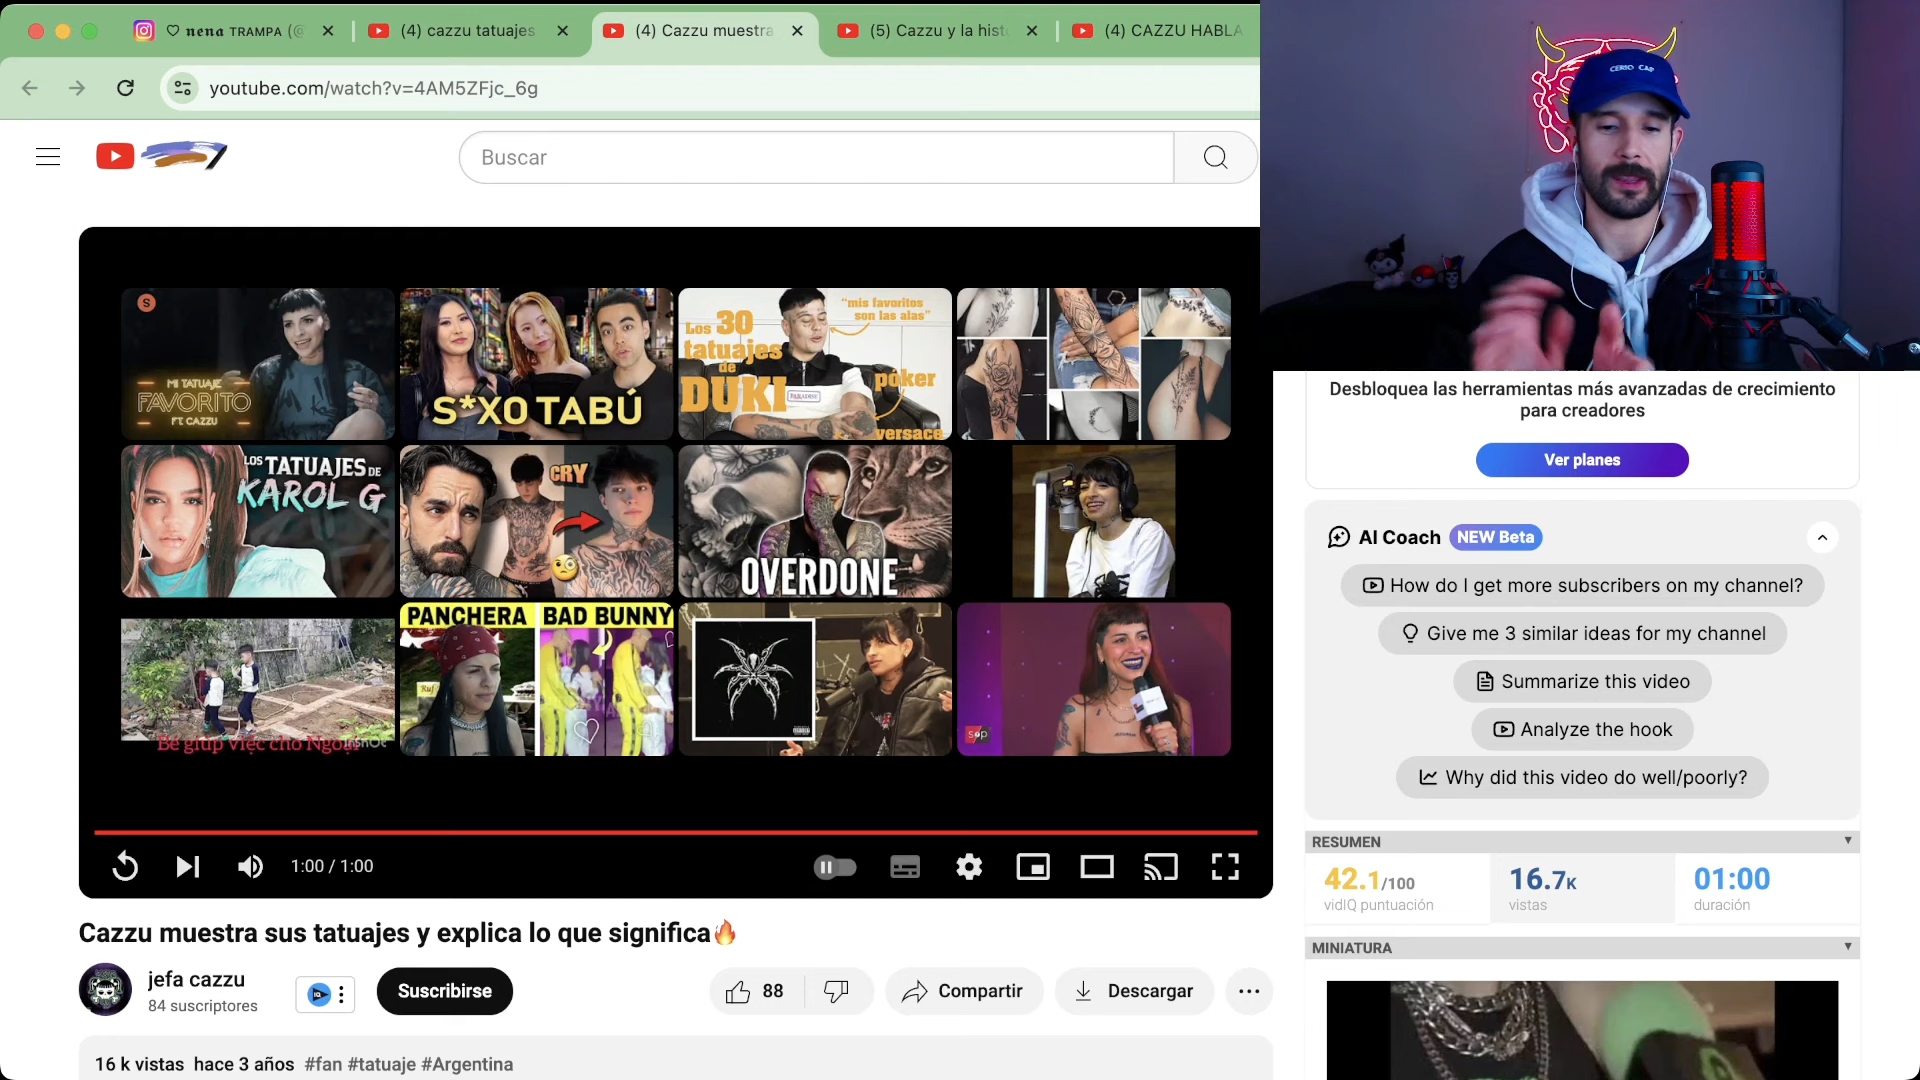 ♡ nena TRAMPA (@
(4) cazzu tatuajes
(4) Cazzu muestra
(5) Cazzu y la histo
(4) CAZZU HABLA
youtube.com/watch?v=4AM5ZFjc_6g
Buscar
CERIO CAP
S
MI TATUAJE
FAVORITO
FT. CAZZU
S*XO TABÚ
Los 30
tatuajes
de
DUKI
"mis favoritos
son las alas"
póker
PARADISE
versace
LOS TATUAJES DE
KAROL G
CRY
OVERDONE
Bé giúp việc cho Ngoại
InShOt
PANCHERA
BAD BUNNY
1:00 / 1:00
Cazzu muestra sus tatuajes y explica lo que significa🔥
jefa cazzu
84 suscriptores
Suscribirse
88
Compartir
Descargar
16 k vistas hace 3 años #fan #tatuaje #Argentina
Desbloquea las herramientas más avanzadas de crecimiento
para creadores
Ver planes
AI Coach NEW Beta
How do I get more subscribers on my channel?
Give me 3 similar ideas for my channel
Summarize this video
Analyze the hook
Why did this video do well/poorly?
RESUMEN
42.1/100
vidIQ puntuación
16.7K
vistas
01:00
duración
MINIATURA